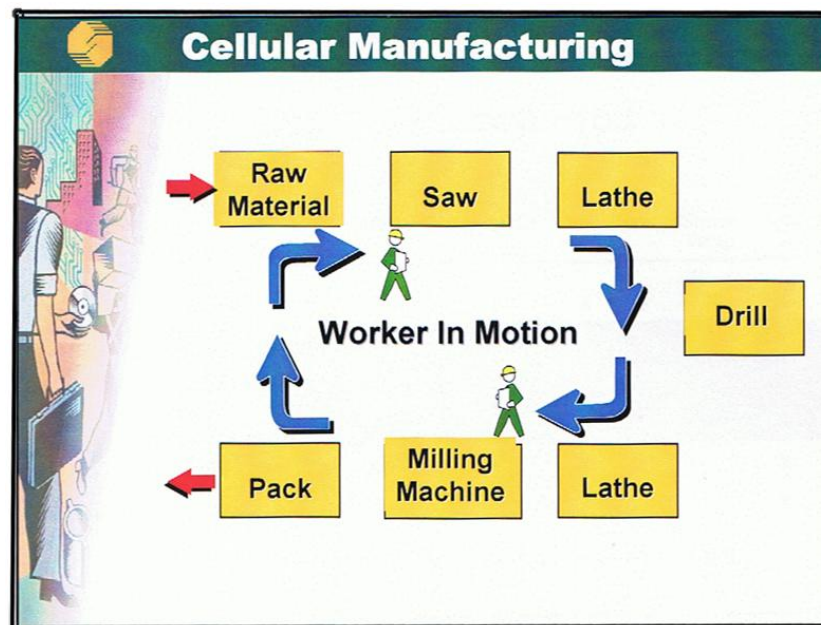 Cellular Manufacturing
Raw
Material
Saw
Lathe
Drill
Worker In Motion
Pack
Milling
Machine
Lathe